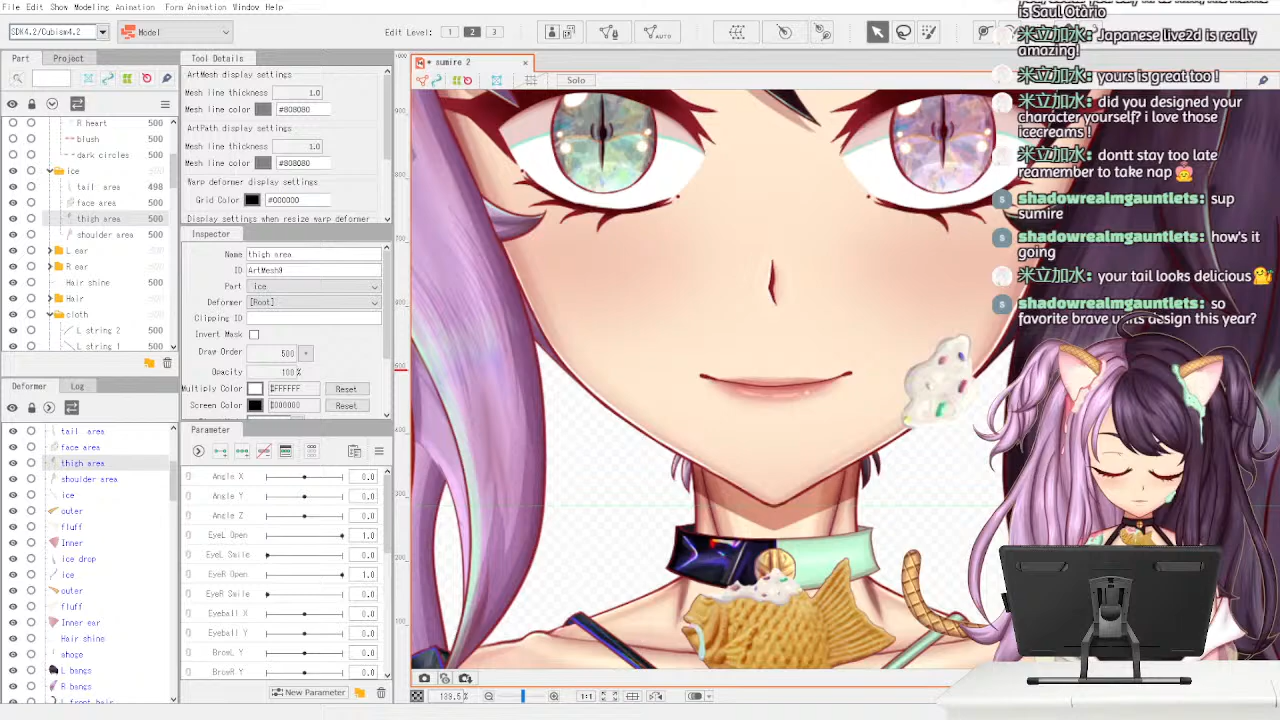 File Edit Show Modeling Animation Form Animation Window Help
SDK4.2/Cubism4.2
Model
Edit Level: 1 2 3
AUTO
Part
Project
R heart 500
blush 500
dark circles 500
ice
tail area 498
face area 500
thigh area 500
shoulder area 500
L ear
R ear
Hair shine 500
Hair
cloth
L string 2 500
L string 1 500
Deformer
Log
tail area
face area
thigh area
shoulder area
ice
outer
fluff
Inner
ice drop
ice
outer
fluff
Inner ear
Hair shine
ahoge
L bangs
R bangs
Tool Details
ArtMesh display settings
Mesh line thickness 1.0
Mesh line color #808080
ArtPath display settings
Mesh line thickness 1.0
Mesh line color #808080
Warp deformer display settings
Grid Color #000000
Display settings when resize warp deformer
Inspector
Name thigh area
ID ArtMesh9
Part ice
Deformer [Root]
Clipping ID
Invert Mask
Draw Order 500
Opacity 100%
Multiply Color #FFFFFF Reset
Screen Color #000000 Reset
Parameter
Angle X 0.0
Angle Y 0.0
Angle Z 0.0
EyeL Open 1.0
EyeL Smile 0.0
EyeR Open 1.0
EyeR Smile 0.0
Eyeball X 0.0
Eyeball Y 0.0
BrowL Y 0.0
BrowR Y 0.0
New Parameter
* sumire 2
Solo
139.5%
1:1
is Saul Otário
米立加水: Japanese live2d is really
amazing!
米立加水: yours is great too !
米立加水: did you designed your
character yourself? i love those
icecreams !
米立加水: dontt stay too late
reamember to take nap
shadowrealmgauntlets: sup
sumire
shadowrealmgauntlets: how's it
going
米立加水: your tail looks delicious
shadowrealmgauntlets: so
favorite brave units design this year?